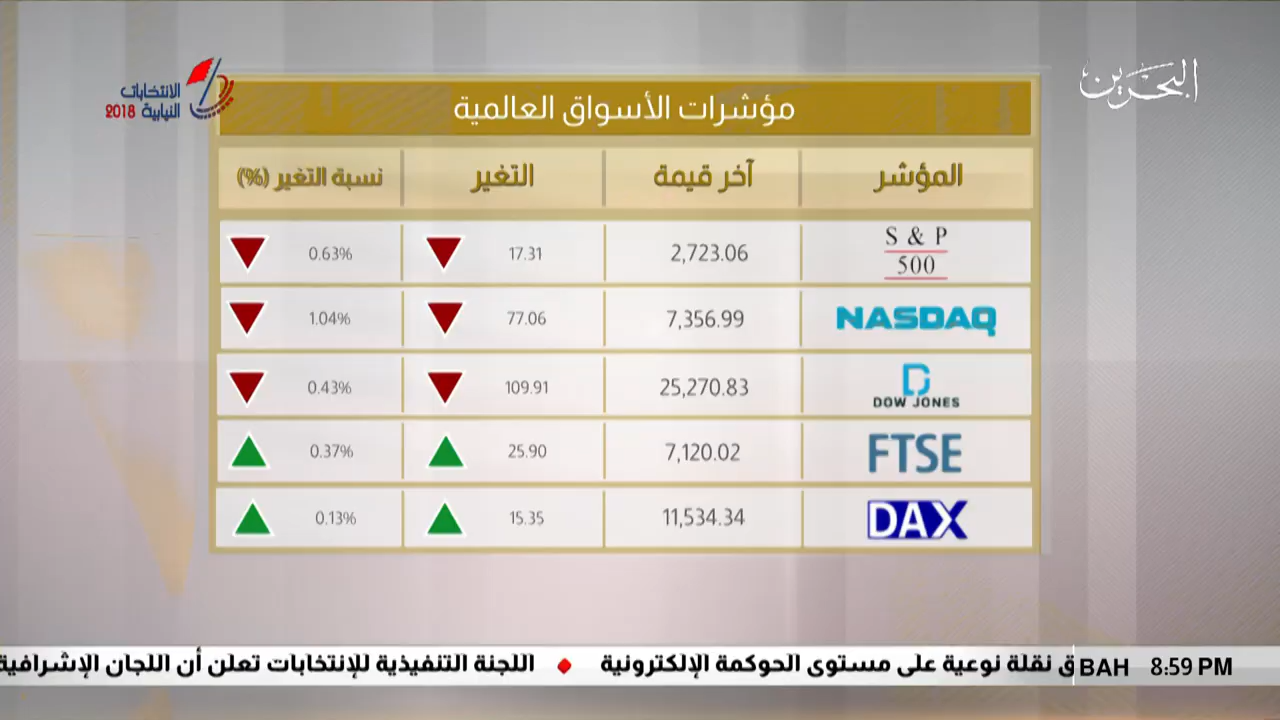 الانتخابات
النيابية 2018
البحرين
مؤشرات الأسواق العالمية
المؤشر آخر قيمة التغير نسبة التغير (%)
S & P
500
2,723.06 17.31 0.63%
NASDAQ 7,356.99 77.06 1.04%
DOW JONES 25,270.83 109.91 0.43%
FTSE 7,120.02 25.90 0.37%
DAX 11,534.34 15.35 0.13%
ق نقلة نوعية على مستوى الحوكمة الإلكترونية اللجنة التنفيذية للإنتخابات تعلن أن اللجان الإشرافية
BAH 8:59 PM